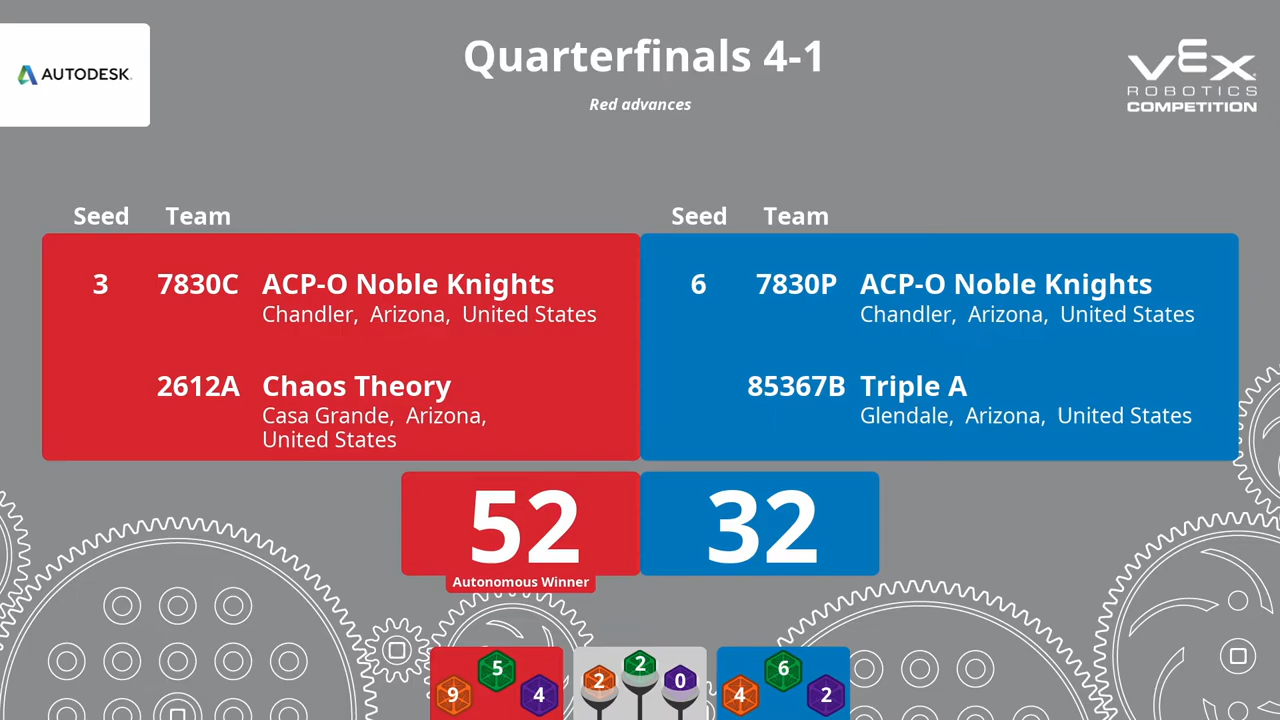 AUTODESK
Quarterfinals 4-1
Red advances
VEX
ROBOTICS
COMPETITION
Seed Team
Seed Team
3 7830C ACP-O Noble Knights
Chandler, Arizona, United States
2612A Chaos Theory
Casa Grande, Arizona,
United States
6 7830P ACP-O Noble Knights
Chandler, Arizona, United States
85367B Triple A
Glendale, Arizona, United States
52
32
Autonomous Winner
9 5 4
2 2 0
4 6 2